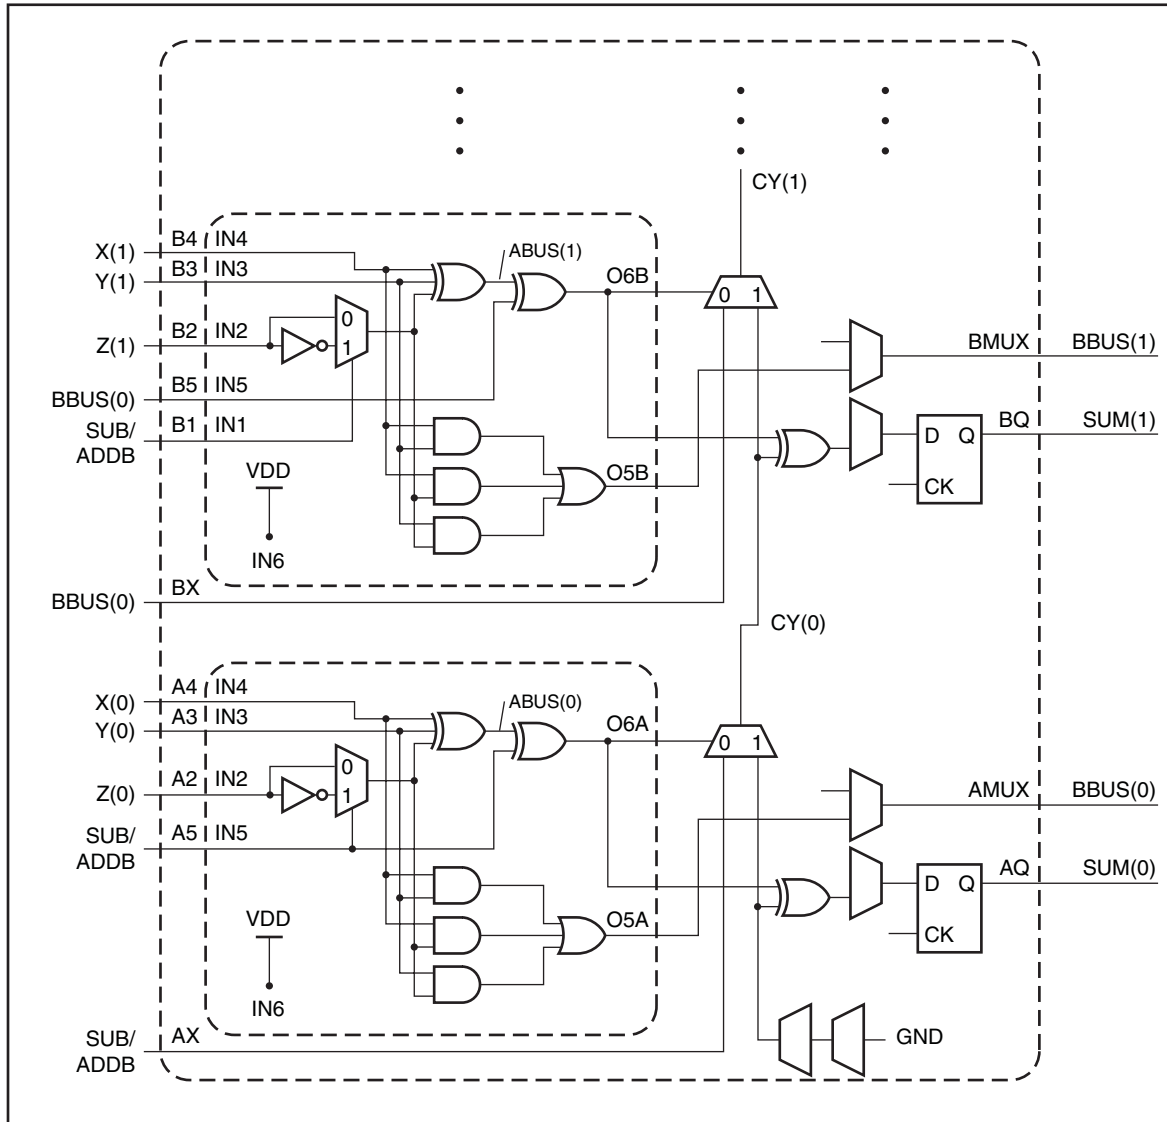 CY(1)
X(1) B4 IN4
Y(1) B3 IN3
ABUS(1)
O6B
0 1
Z(1) B2 IN2
0
1
BMUX BBUS(1)
BBUS(0) B5 IN5
SUB/
ADDB
B1 IN1
BQ SUM(1)
D Q
CK
VDD
IN6
O5B
BBUS(0) BX
CY(0)
X(0) A4 IN4
Y(0) A3 IN3
ABUS(0)
O6A
0 1
Z(0) A2 IN2
0
1
AMUX BBUS(0)
SUB/
ADDB
A5 IN5
AQ SUM(0)
D Q
CK
VDD
IN6
O5A
SUB/
ADDB
AX
GND